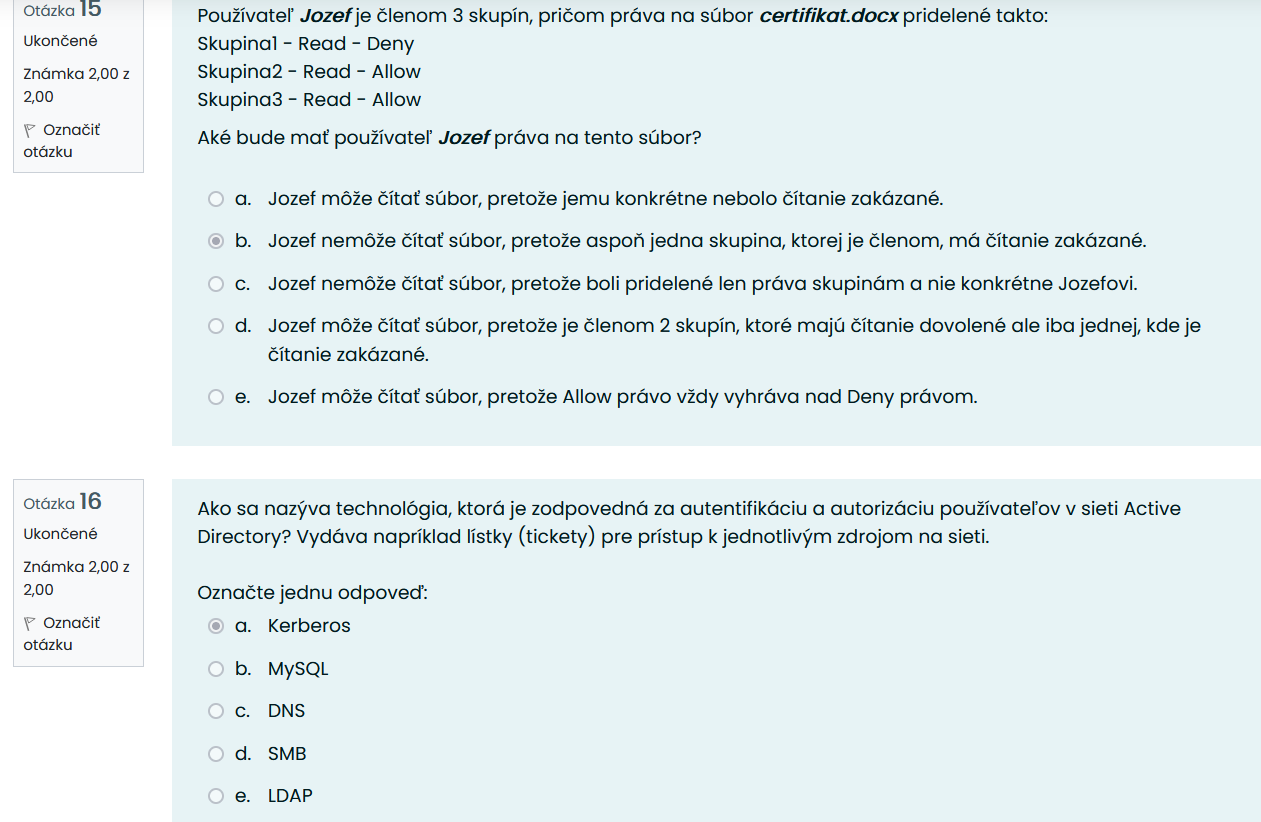 Otázka 15
Ukončené
Známka 2,00 z
2,00
Označiť
otázku
Používateľ Jozef je členom 3 skupín, pričom práva na súbor certifikat.docx pridelené takto:
Skupina1 - Read - Deny
Skupina2 - Read - Allow
Skupina3 - Read - Allow
Aké bude mať používateľ Jozef práva na tento súbor?
a. Jozef môže čítať súbor, pretože jemu konkrétne nebolo čítanie zakázané.
b. Jozef nemôže čítať súbor, pretože aspoň jedna skupina, ktorej je členom, má čítanie zakázané.
c. Jozef nemôže čítať súbor, pretože boli pridelené len práva skupinám a nie konkrétne Jozefovi.
d. Jozef môže čítať súbor, pretože je členom 2 skupín, ktoré majú čítanie dovolené ale iba jednej, kde je
čítanie zakázané.
e. Jozef môže čítať súbor, pretože Allow právo vždy vyhráva nad Deny právom.
Otázka 16
Ukončené
Známka 2,00 z
2,00
Označiť
otázku
Ako sa nazýva technológia, ktorá je zodpovedná za autentifikáciu a autorizáciu používateľov v sieti Active
Directory? Vydáva napríklad lístky (tickety) pre prístup k jednotlivým zdrojom na sieti.
Označte jednu odpoveď:
a. Kerberos
b. MySQL
c. DNS
d. SMB
e. LDAP